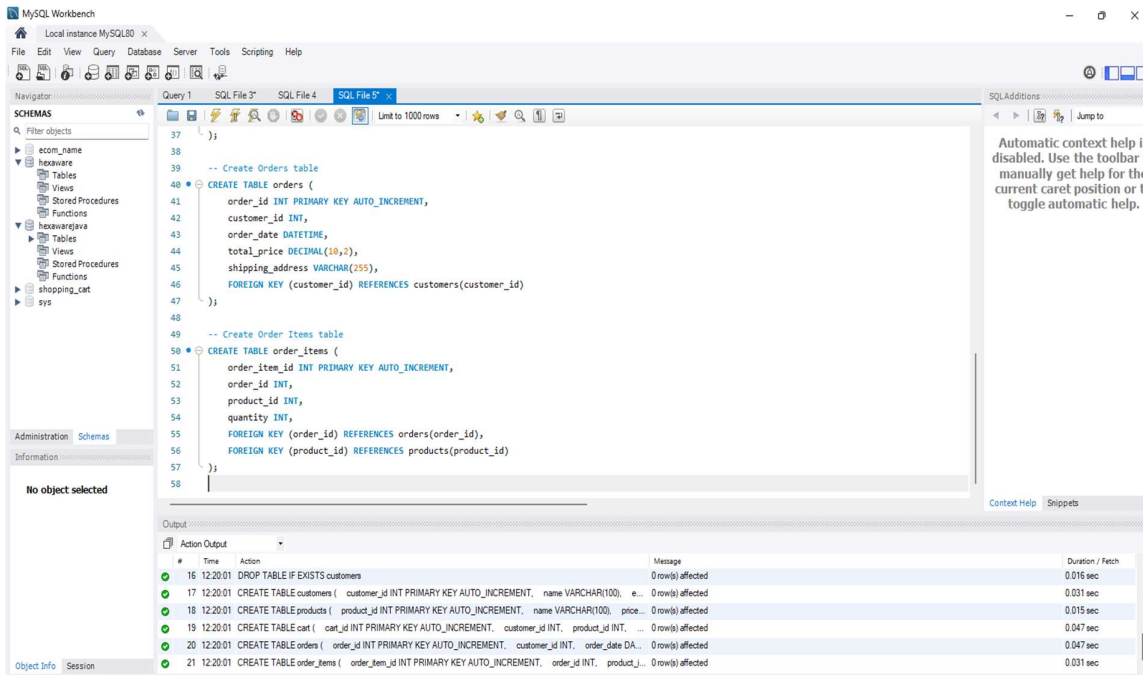 MySQL Workbench
Local instance MySQL80 ×
File Edit View Query Database Server Tools Scripting Help
Navigator
SCHEMAS
Filter objects
ecom_name
hexaware
Tables
Views
Stored Procedures
Functions
hexawarejava
Tables
Views
Stored Procedures
Functions
shopping_cart
sys
Administration Schemas
Information
No object selected
Object Info Session
Query 1 SQL File 3* SQL File 4 SQL File 5* ×
Limit to 1000 rows
37 );
38
39 -- Create Orders table
40 CREATE TABLE orders (
41 order_id INT PRIMARY KEY AUTO_INCREMENT,
42 customer_id INT,
43 order_date DATETIME,
44 total_price DECIMAL(10,2),
45 shipping_address VARCHAR(255),
46 FOREIGN KEY (customer_id) REFERENCES customers(customer_id)
47 );
48
49 -- Create Order Items table
50 CREATE TABLE order_items (
51 order_item_id INT PRIMARY KEY AUTO_INCREMENT,
52 order_id INT,
53 product_id INT,
54 quantity INT,
55 FOREIGN KEY (order_id) REFERENCES orders(order_id),
56 FOREIGN KEY (product_id) REFERENCES products(product_id)
57 );
58
SQLAdditions
Jump to
Automatic context help i
disabled. Use the toolbar
manually get help for the
current caret position or t
toggle automatic help.
Context Help Snippets
Output
Action Output
# Time Action Message Duration / Fetch
16 12:20:01 DROP TABLE IF EXISTS customers 0 row(s) affected 0.016 sec
17 12:20:01 CREATE TABLE customers ( customer_id INT PRIMARY KEY AUTO_INCREMENT, name VARCHAR(100), e... 0 row(s) affected 0.031 sec
18 12:20:01 CREATE TABLE products ( product_id INT PRIMARY KEY AUTO_INCREMENT, name VARCHAR(100), price... 0 row(s) affected 0.015 sec
19 12:20:01 CREATE TABLE cart ( cart_id INT PRIMARY KEY AUTO_INCREMENT, customer_id INT, product_id INT, ... 0 row(s) affected 0.047 sec
20 12:20:01 CREATE TABLE orders ( order_id INT PRIMARY KEY AUTO_INCREMENT, customer_id INT, order_date DA... 0 row(s) affected 0.047 sec
21 12:20:01 CREATE TABLE order_items ( order_item_id INT PRIMARY KEY AUTO_INCREMENT, order_id INT, product_i... 0 row(s) affected 0.031 sec